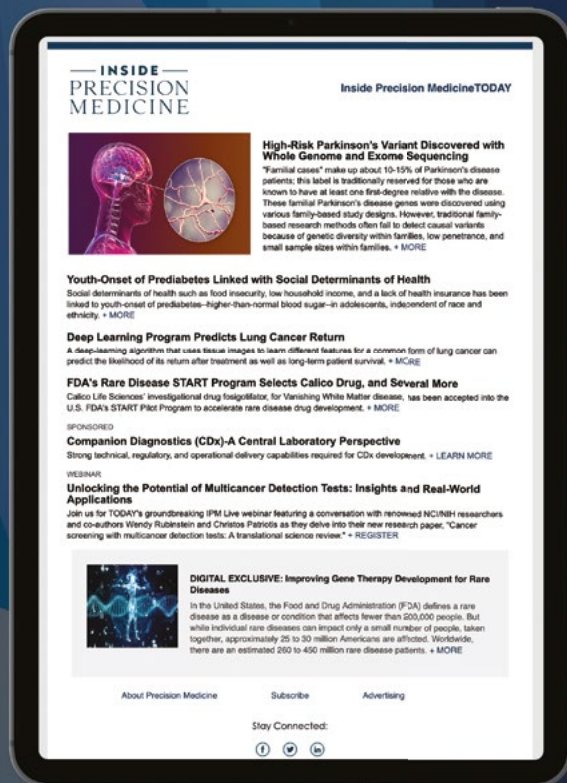 INSIDE
PRECISION
MEDICINE
Inside Precision MedicineTODAY
High-Risk Parkinson's Variant Discovered with
Whole Genome and Exome Sequencing
"Familial cases" make up about 10-15% of Parkinson's disease
patients; this label is traditionally reserved for those who are
known to have at least one first-degree relative with the disease.
These familial Parkinson's disease genes were discovered using
various family-based study designs. However, traditional family-
based research methods often fail to detect causal variants
because of genetic diversity within families, low penetrance, and
small sample sizes within families. + MORE
Youth-Onset of Prediabetes Linked with Social Determinants of Health
Social determinants of health such as food insecurity, low household income, and a lack of health insurance has been
linked to youth-onset of prediabetes--higher-than-normal blood sugar--in adolescents, independent of race and
ethnicity. + MORE
Deep Learning Program Predicts Lung Cancer Return
A deep-learning algorithm that uses tissue images to learn different features for a common form of lung cancer can
predict the likelihood of its return after treatment as well as long-term patient survival. + MORE
FDA's Rare Disease START Program Selects Calico Drug, and Several More
Calico Life Sciences' investigational drug fosigotifator, for Vanishing White Matter disease, has been accepted into the
U.S. FDA's START Pilot Program to accelerate rare disease drug development. + MORE
SPONSORED
Companion Diagnostics (CDx)-A Central Laboratory Perspective
Strong technical, regulatory, and operational delivery capabilities required for CDx development. + LEARN MORE
WEBINAR
Unlocking the Potential of Multicancer Detection Tests: Insights and Real-World
Applications
Join us for TODAY's groundbreaking IPM Live webinar featuring a conversation with renowned NCI/NIH researchers
and co-authors Wendy Rubinstein and Christos Patriotis as they delve into their new research paper, "Cancer
screening with multicancer detection tests: A translational science review." + REGISTER
DIGITAL EXCLUSIVE: Improving Gene Therapy Development for Rare
Diseases
In the United States, the Food and Drug Administration (FDA) defines a rare
disease as a disease or condition that affects fewer than 200,000 people. But
while individual rare diseases can impact only a small number of people, taken
together, approximately 25 to 30 million Americans are affected. Worldwide,
there are an estimated 260 to 450 million rare disease patients. + MORE
About Precision Medicine
Subscribe
Advertising
Stay Connected: